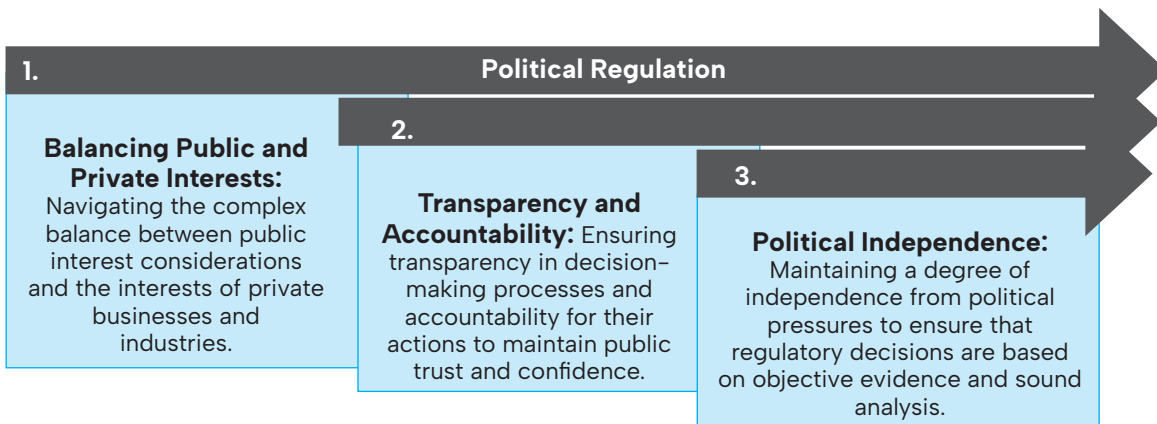 1.
Political Regulation
Balancing Public and
Private Interests:
Navigating the complex
balance between public
interest considerations
and the interests of private
businesses and
industries.
2.
Transparency and
Accountability: Ensuring
transparency in decision-
making processes and
accountability for their
actions to maintain public
trust and confidence.
3.
Political Independence:
Maintaining a degree of
independence from political
pressures to ensure that
regulatory decisions are based
on objective evidence and sound
analysis.